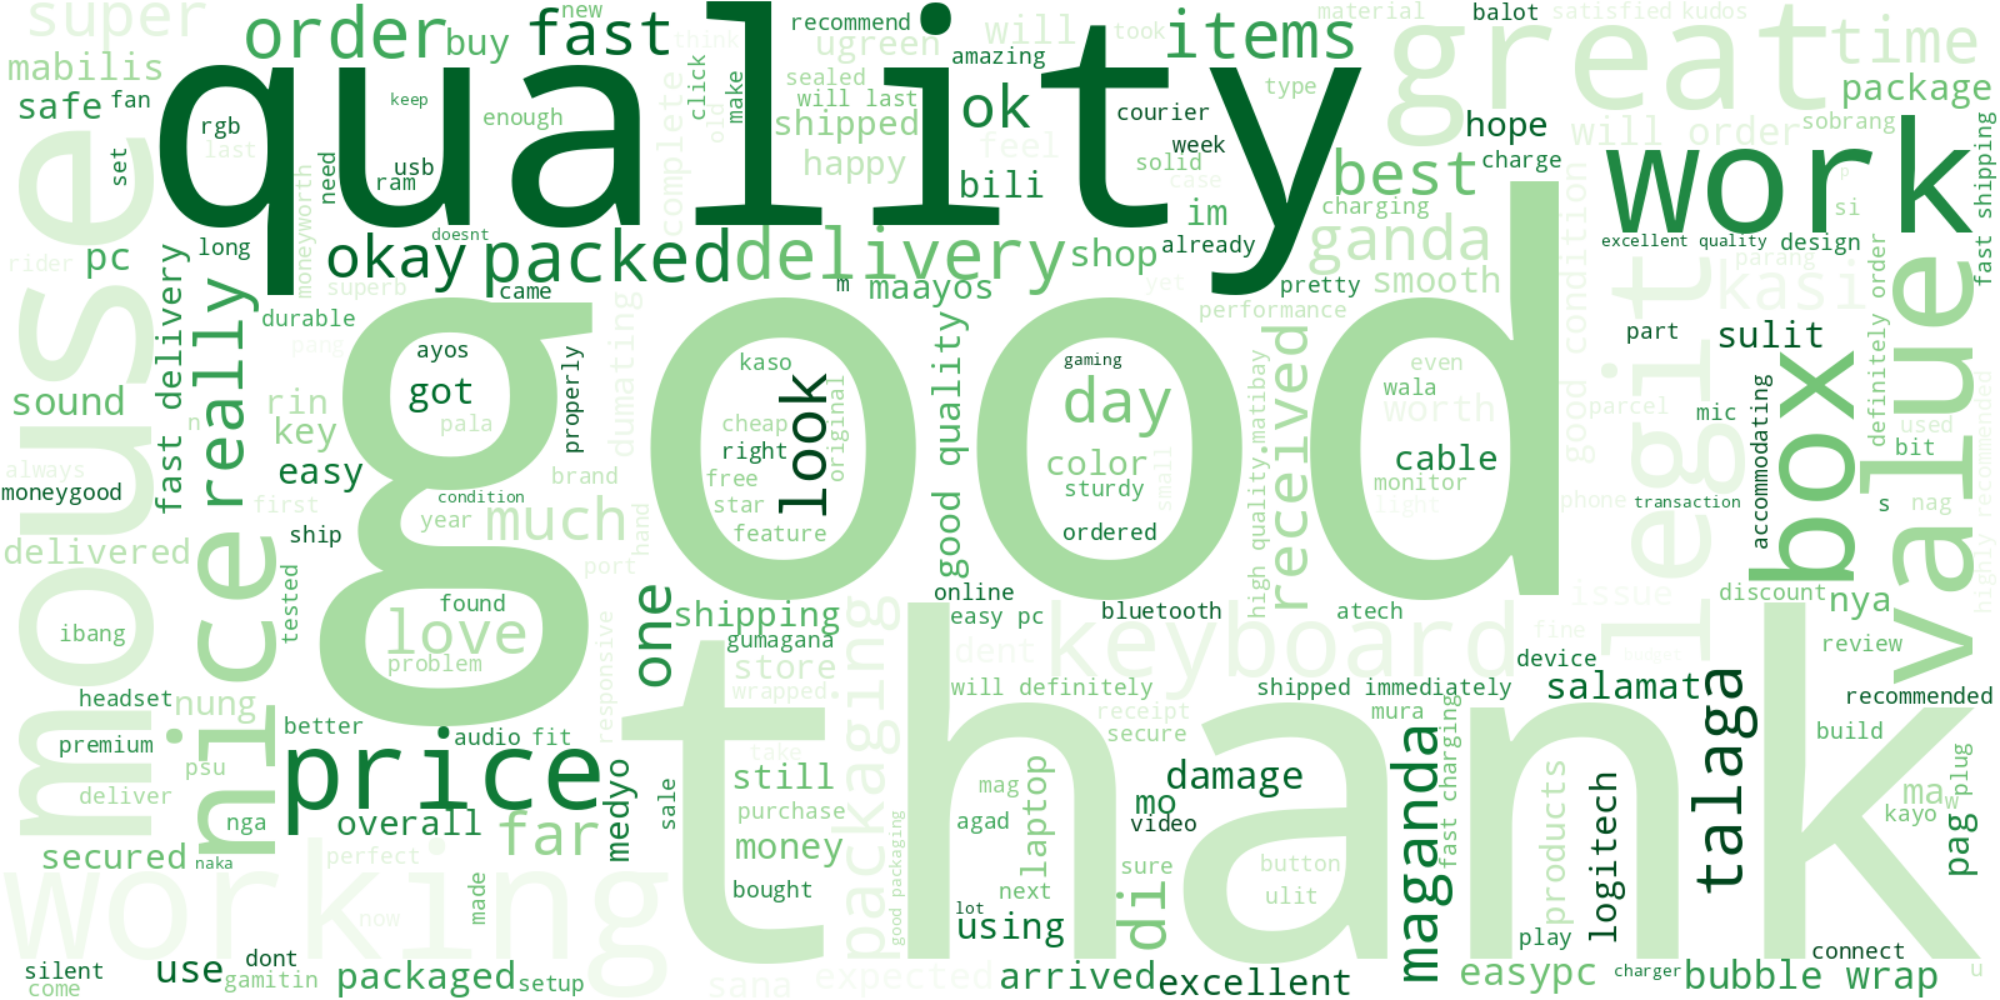 super
order
buy
fast
new
think
recommend
ugreen
will
took
amazing
items
material
balot
satisfied
kudos
great
time
mabilis
safe
fan
quality
rgb
last
keep
usb
ram
need
set
enough
complete
click
old
make
sealed
will last
shipped
happy
ok
feel
bili
courier
week
solid
case
type
best
hope
charge
charging
im
package
will order
sobrang
work
p
si
fast shipping
mouse
pc
rider
fast delivery
long
really
moneyworth
superb
okay
doesnt
packed
came
delivery
m
maayos
shop
already
yet
pretty
performance
ganda
smooth
legit
excellent quality
design
parang
kasi
definitely order
value
durable
pang
good
ayos
got
pala
properly
dumating
kaso
look
cheap
right
free
star
feature
original
good quality
gaming
day
color
sturdy
small
ordered
high quality.matibay
received
even
wala
worth
cable
monitor
light
good condition
part
sulit
parcel
mic
accommodating
box
used
bit
highly recommended
sound
n
always
moneygood
rin
key
easy
first
ship
condition
year
much
brand
hand
port
phone
transaction
s
nag
delivered
tested
nice
ibang
found
love
problem
responsive
one
shipping
gumagana
store
wrapped
online
easy pc
bluetooth
dent
keyboard
atech
fine
issue
discount
nya
review
budget
device
headset
nung
premium
psu
deliver
nga
better
price
audio
fit
overall
far
medyo
sale
thank
take
still
purchase
money
bought
packaging
good packaging
will definitely
receipt
secure
shipped immediately
mura
salamat
talaga
recommended
build
mag
agad
laptop
mo
video
damage
sure
di
next
lot
using
button
ulit
maganda
fast charging
products
logitech
play
ma
w
kayo
plug
pag
secured
naka
perfect
working
now
made
silent
come
use
dont
gamitin
packaged
setup
sana
expected
arrived
excellent
easypc
charger
connect
bubble wrap
u